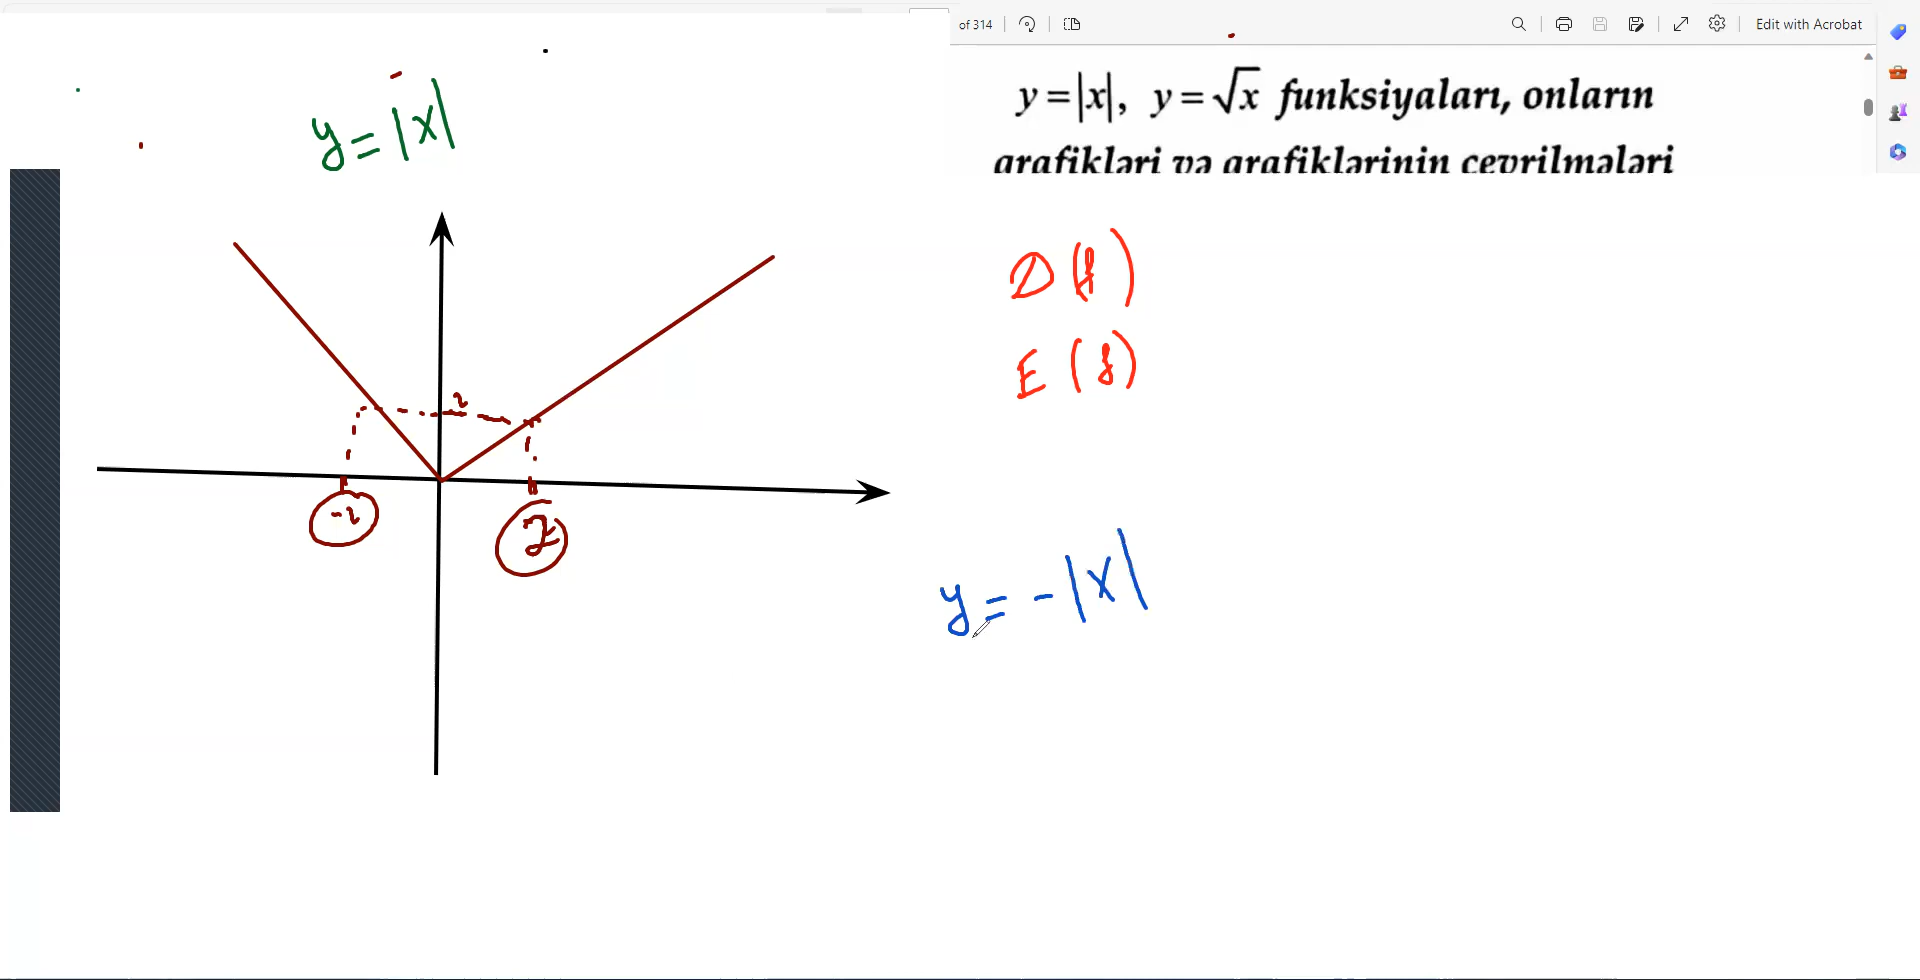 of 314
Edit with Acrobat
y = |x|
y = |x|, y = √x funksiyaları, onların
qrafikləri və qrafiklərinin çevrilmələri
D(f)
E(f)
2
-2
2
y = -|x|